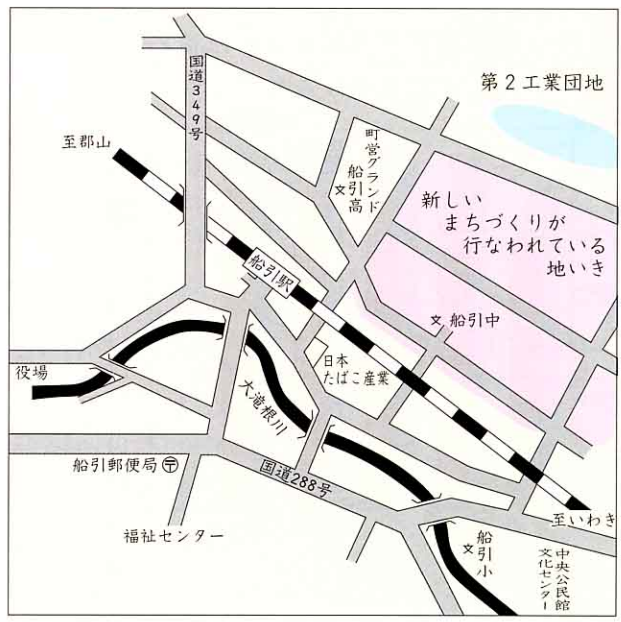 国道349号
第2工業団地
至郡山
町営グランド
船引高
新しい
まちづくりが
行なわれている
地いき
船引駅
船引中
役場
日本
たばこ産業
大滝根川
船引郵便局
国道288号
福祉センター
至いわき
船引小
中央公民館
文化センター